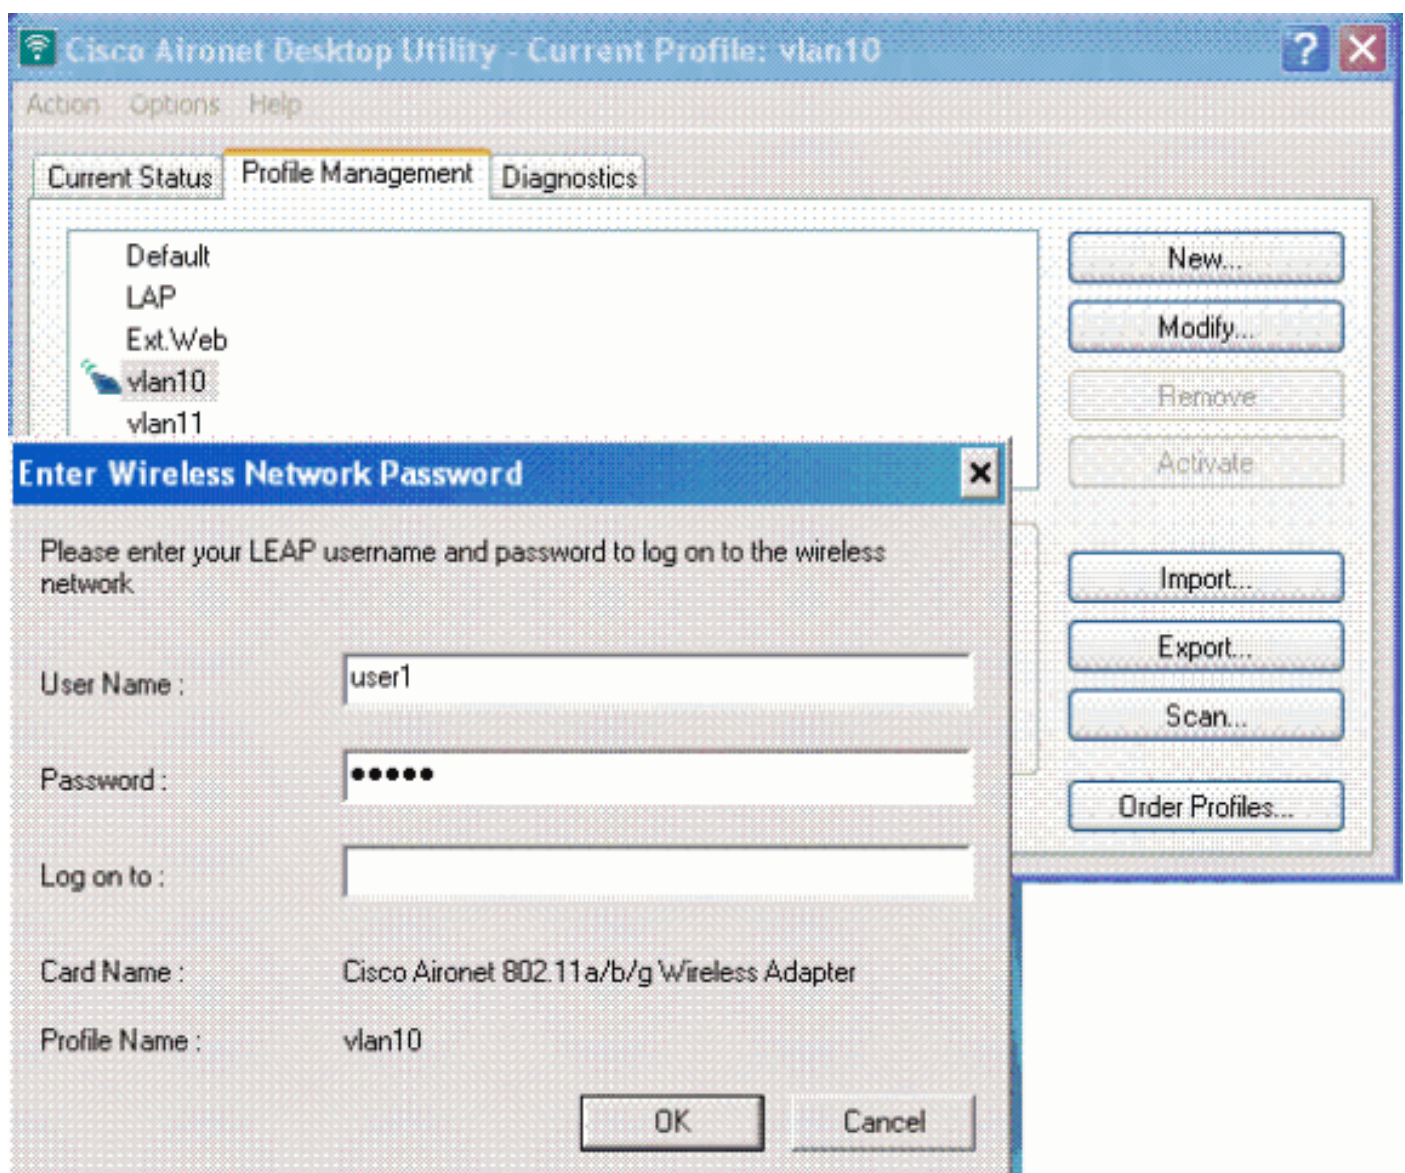 Cisco Aironet Desktop Utility - Current Profile: vlan10
Action Options Help
Current Status Profile Management Diagnostics
Default
LAP
Ext.Web
vlan10
vlan11
New...
Modify...
Remove
Activate
Import...
Export...
Scan...
Order Profiles...
Enter Wireless Network Password
Please enter your LEAP username and password to log on to the wireless
network
User Name : user1
Password : •••••
Log on to :
Card Name : Cisco Aironet 802.11a/b/g Wireless Adapter
Profile Name : vlan10
OK Cancel